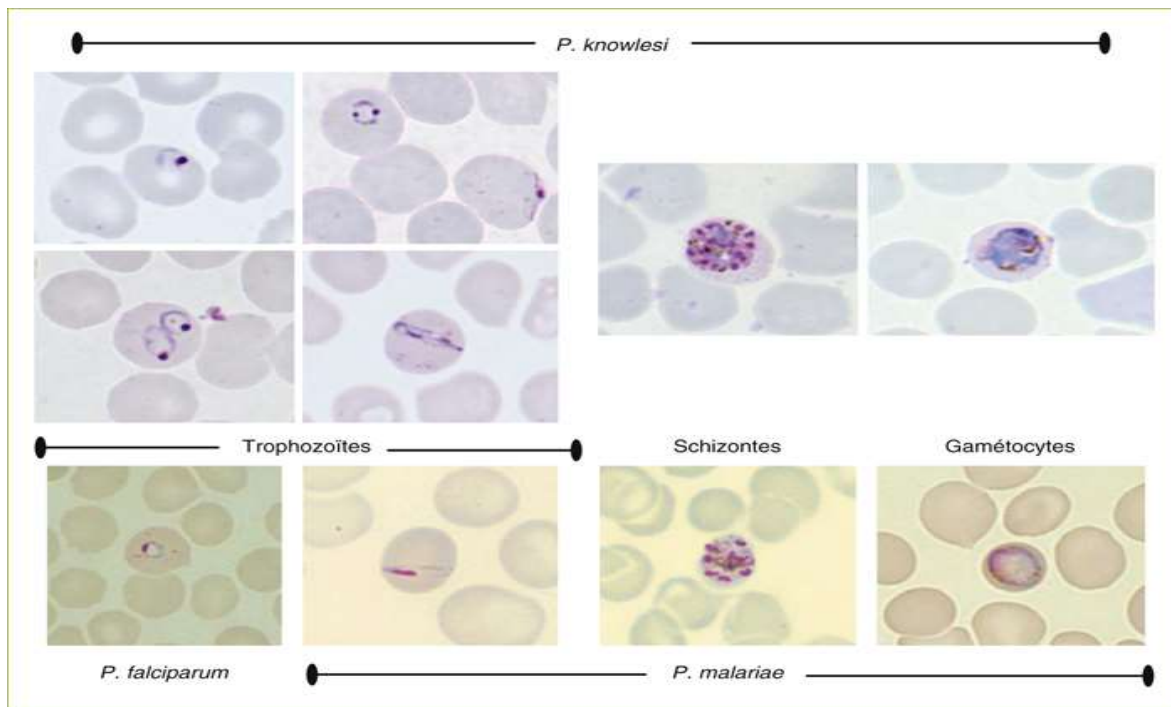 P. knowlesi
Trophozoïtes
Schizontes
Gamétocytes
P. falciparum
P. malariae